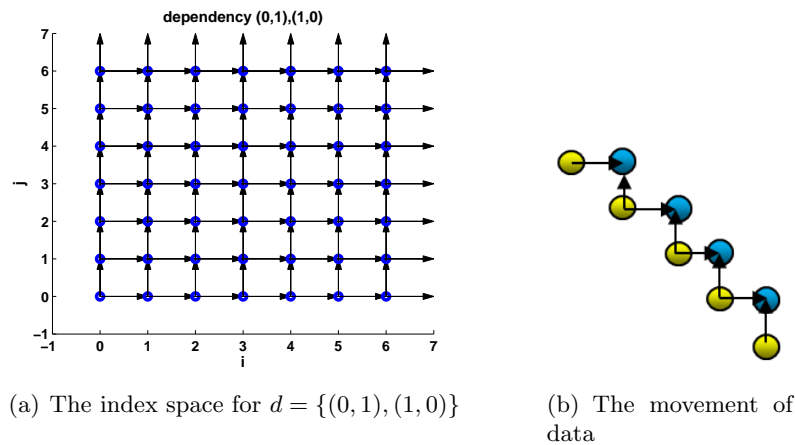 dependency (0,1),(1,0)
7
6
5
4
3
2
1
0
−1
j
−1 0 1 2 3 4 5 6 7
i
(a) The index space for d = {(0, 1), (1, 0)}
(b) The movement of
data